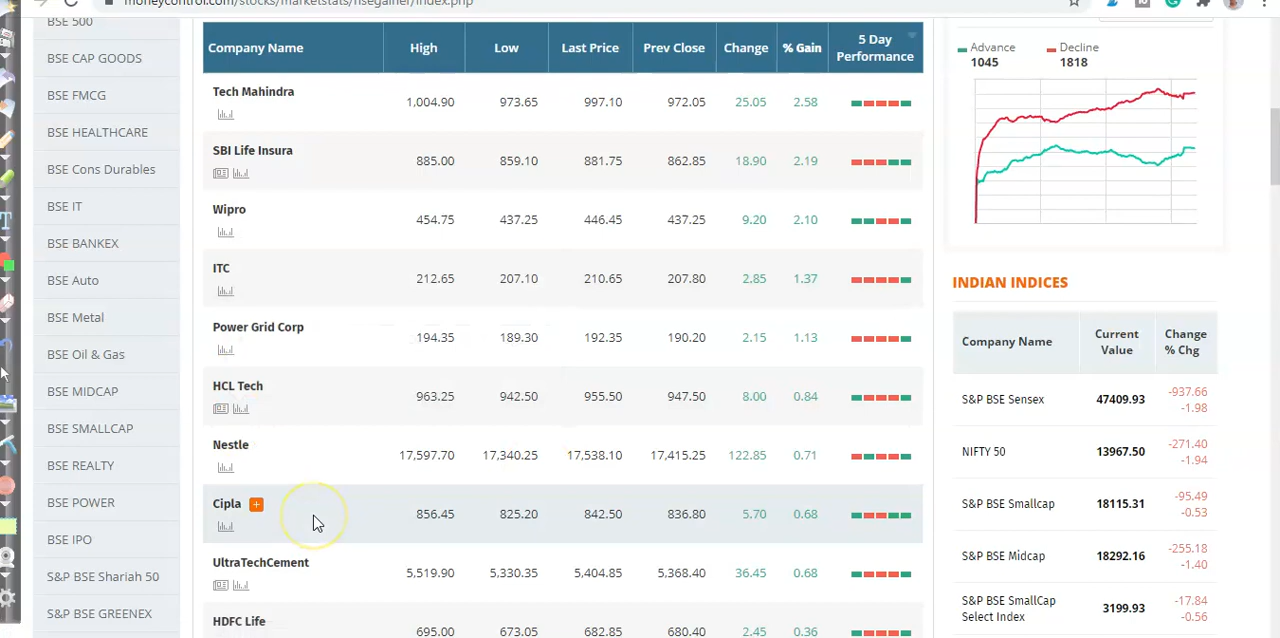 moneycontrol.com/stocks/marketstats/nsegainer/index.php
BSE 500
BSE CAP GOODS
BSE FMCG
BSE HEALTHCARE
BSE Cons Durables
BSE IT
BSE BANKEX
BSE Auto
BSE Metal
BSE Oil & Gas
BSE MIDCAP
BSE SMALLCAP
BSE REALTY
BSE POWER
BSE IPO
S&P BSE Shariah 50
S&P BSE GREENEX
Company Name High Low Last Price Prev Close Change % Gain 5 Day Performance
Tech Mahindra 1,004.90 973.65 997.10 972.05 25.05 2.58
SBI Life Insura 885.00 859.10 881.75 862.85 18.90 2.19
Wipro 454.75 437.25 446.45 437.25 9.20 2.10
ITC 212.65 207.10 210.65 207.80 2.85 1.37
Power Grid Corp 194.35 189.30 192.35 190.20 2.15 1.13
HCL Tech 963.25 942.50 955.50 947.50 8.00 0.84
Nestle 17,597.70 17,340.25 17,538.10 17,415.25 122.85 0.71
Cipla + 856.45 825.20 842.50 836.80 5.70 0.68
UltraTechCement 5,519.90 5,330.35 5,404.85 5,368.40 36.45 0.68
HDFC Life 695.00 673.05 682.85 680.40 2.45 0.36
Advance Decline
1045 1818
INDIAN INDICES
Company Name Current Value Change % Chg
S&P BSE Sensex 47409.93 -937.66 -1.98
NIFTY 50 13967.50 -271.40 -1.94
S&P BSE Smallcap 18115.31 -95.49 -0.53
S&P BSE Midcap 18292.16 -255.18 -1.40
S&P BSE SmallCap Select Index 3199.93 -17.84 -0.56